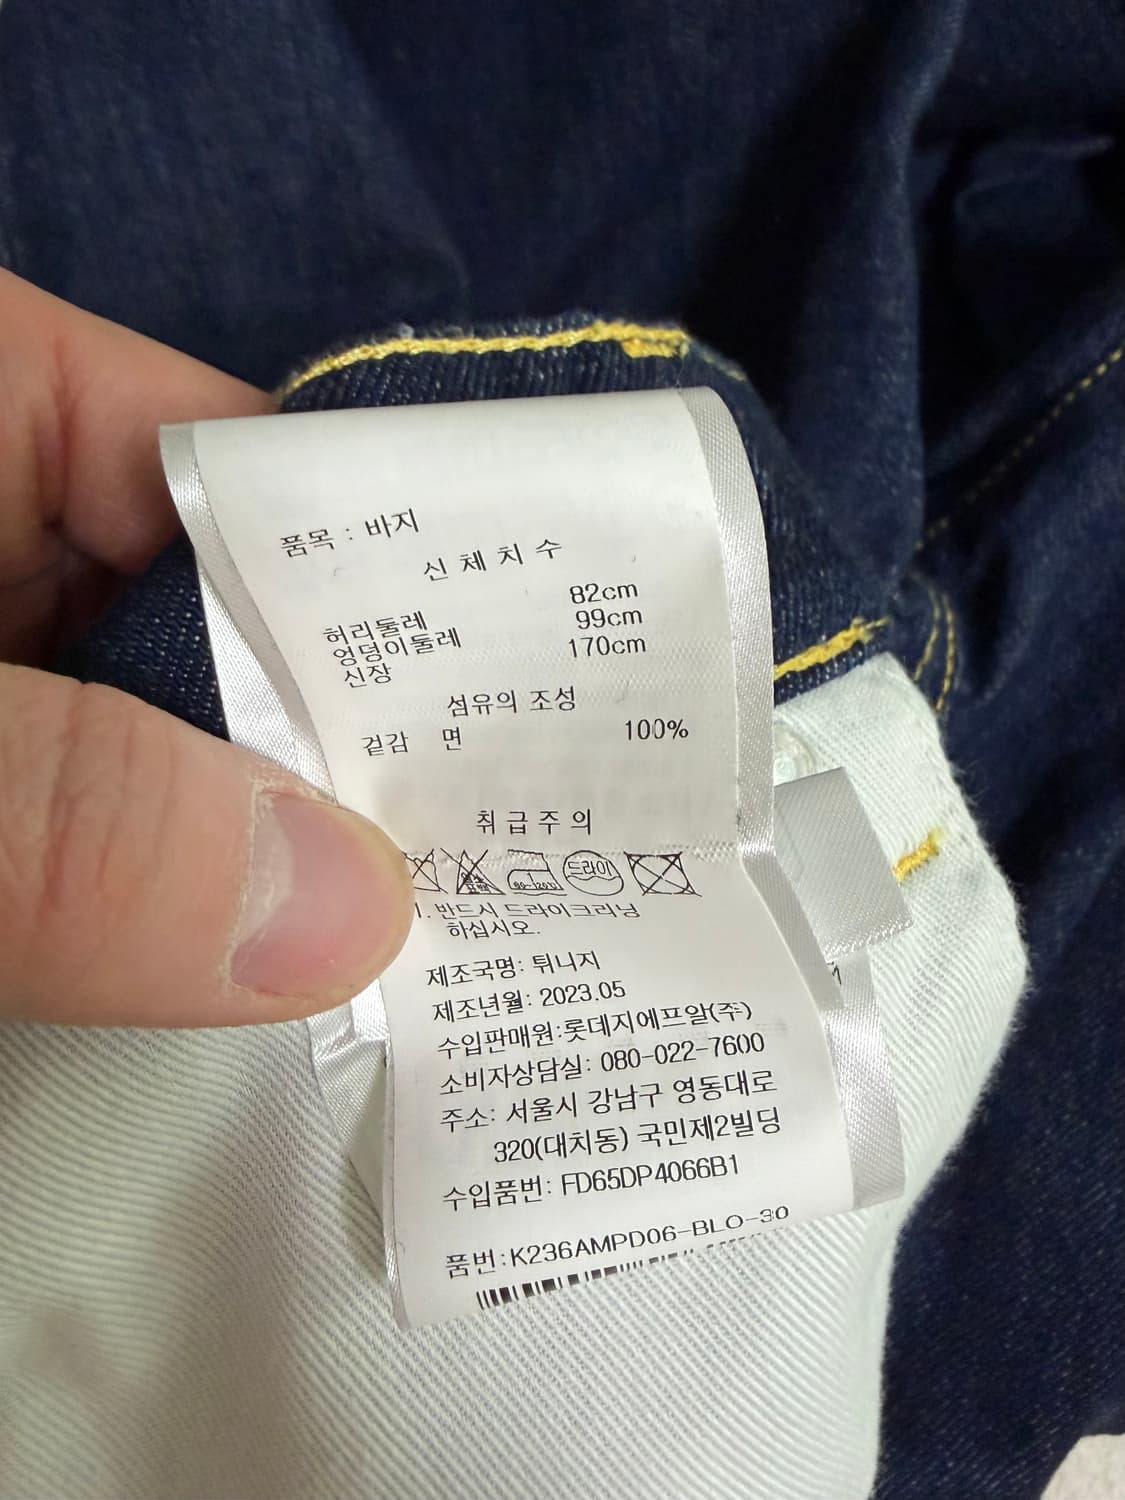 품목 : 바지
신 체 치 수
허리둘레 82cm
엉덩이둘레 99cm
신장 170cm
섬유의 조성
겉감 면 100%
취 급 주 의
드라이
1. 반드시 드라이크리닝
하십시오.
제조국명: 튀니지
제조년월: 2023.05
수입판매원:롯데지에프알(주)
소비자상담실: 080-022-7600
주소: 서울시 강남구 영동대로
320(대치동) 국민제2빌딩
수입품번: FD65DP4066B1
품번:K236AMPD06-BLO-30